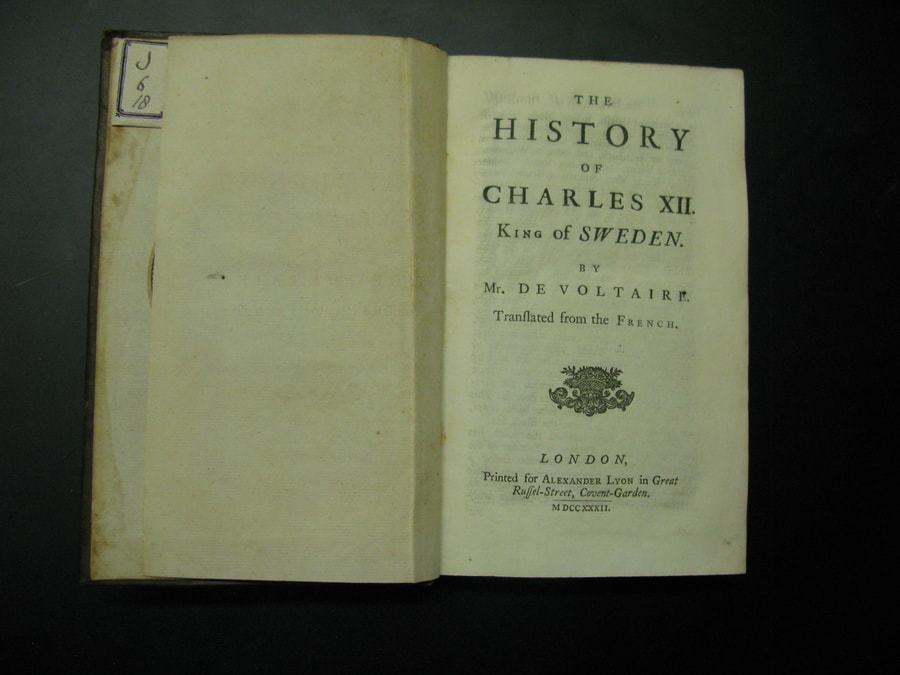 J
6
18
THE
HISTORY
OF
CHARLES XII.
KING of SWEDEN.
BY
Mr. DE VOLTAIRE.
Tranſlated from the FRENCH.
LONDON,
Printed for ALEXANDER LYON in Great
Ruſſel-Street, Covent-Garden.
MDCCXXXII.